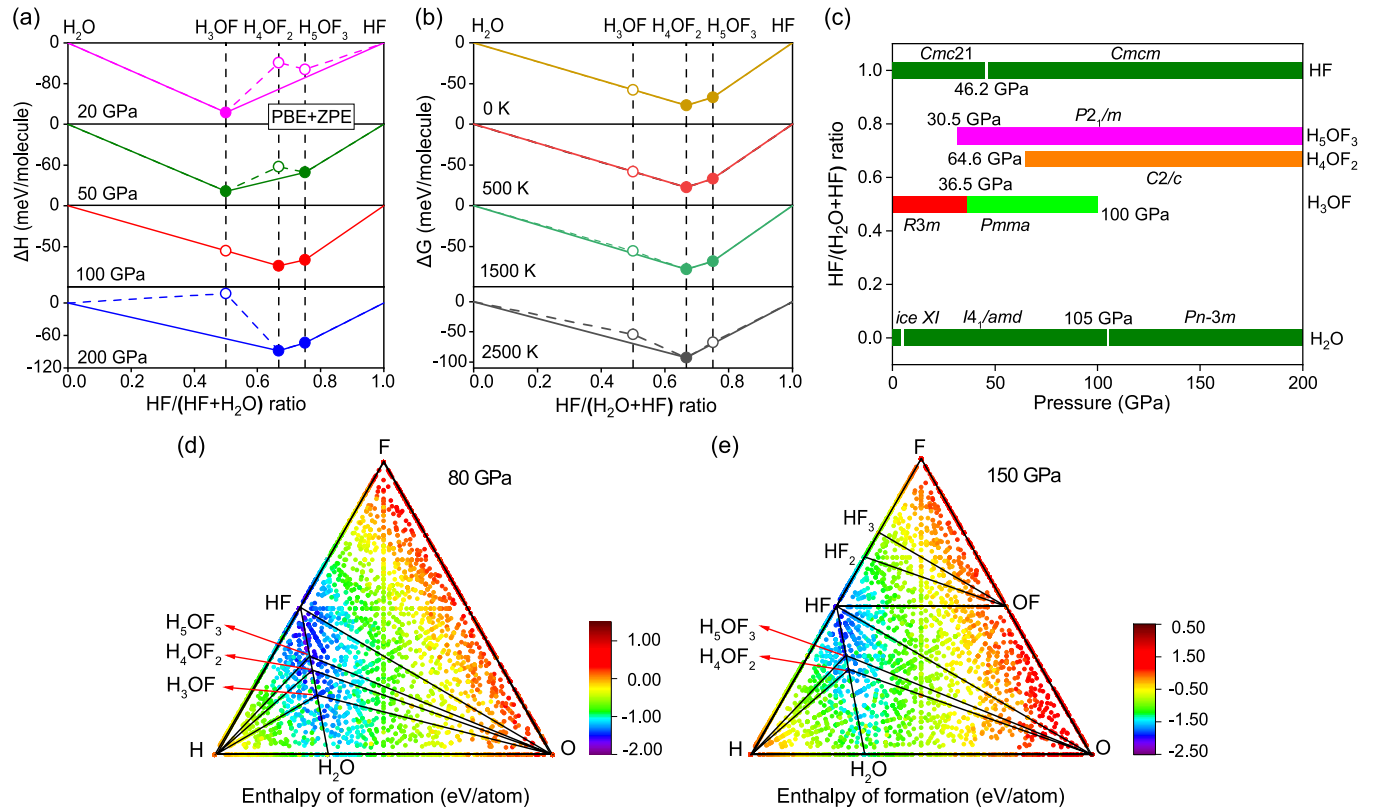 (a)
H₂O
H₃OF
H₄OF₂
H₅OF₃
HF
0
-80
20 GPa
PBE+ZPE
0
-60
50 GPa
0
-50
100 GPa
0
-60
-120
200 GPa
ΔH (meV/molecule)
0.0 0.2 0.4 0.6 0.8 1.0
HF/(HF+H₂O) ratio
(b)
H₂O
H₃OF
H₄OF₂
H₅OF₃
HF
0
-50
0 K
0
-50
500 K
0
-50
1500 K
0
-50
-100
2500 K
ΔG (meV/molecule)
0.0 0.2 0.4 0.6 0.8 1.0
HF/(H₂O+HF) ratio
(c)
1.0
0.8
0.6
0.4
0.2
0.0
HF/(H₂O+HF) ratio
Cmc21 Cmcm
HF
46.2 GPa
30.5 GPa P2₁/m
H₅OF₃
64.6 GPa
H₄OF₂
C2/c
36.5 GPa
H₃OF
100 GPa
R3m Pmma
ice XI I4₁/amd 105 GPa Pn-3m
H₂O
0 50 100 150 200
Pressure (GPa)
(d)
F
80 GPa
HF
H₅OF₃
H₄OF₂
H₃OF
H
O
H₂O
1.00
0.00
-1.00
-2.00
Enthalpy of formation (eV/atom)
(e)
F
150 GPa
HF₃
HF₂
HF
OF
H₅OF₃
H₄OF₂
H
O
H₂O
0.50
1.50
-0.50
-1.50
-2.50
Enthalpy of formation (eV/atom)